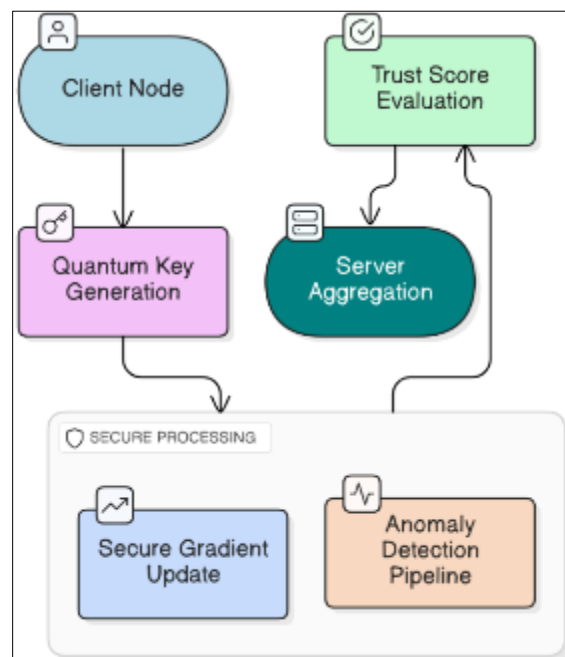 Client Node
Trust Score
Evaluation
Quantum Key
Generation
Server
Aggregation
SECURE PROCESSING
Secure Gradient
Update
Anomaly
Detection
Pipeline